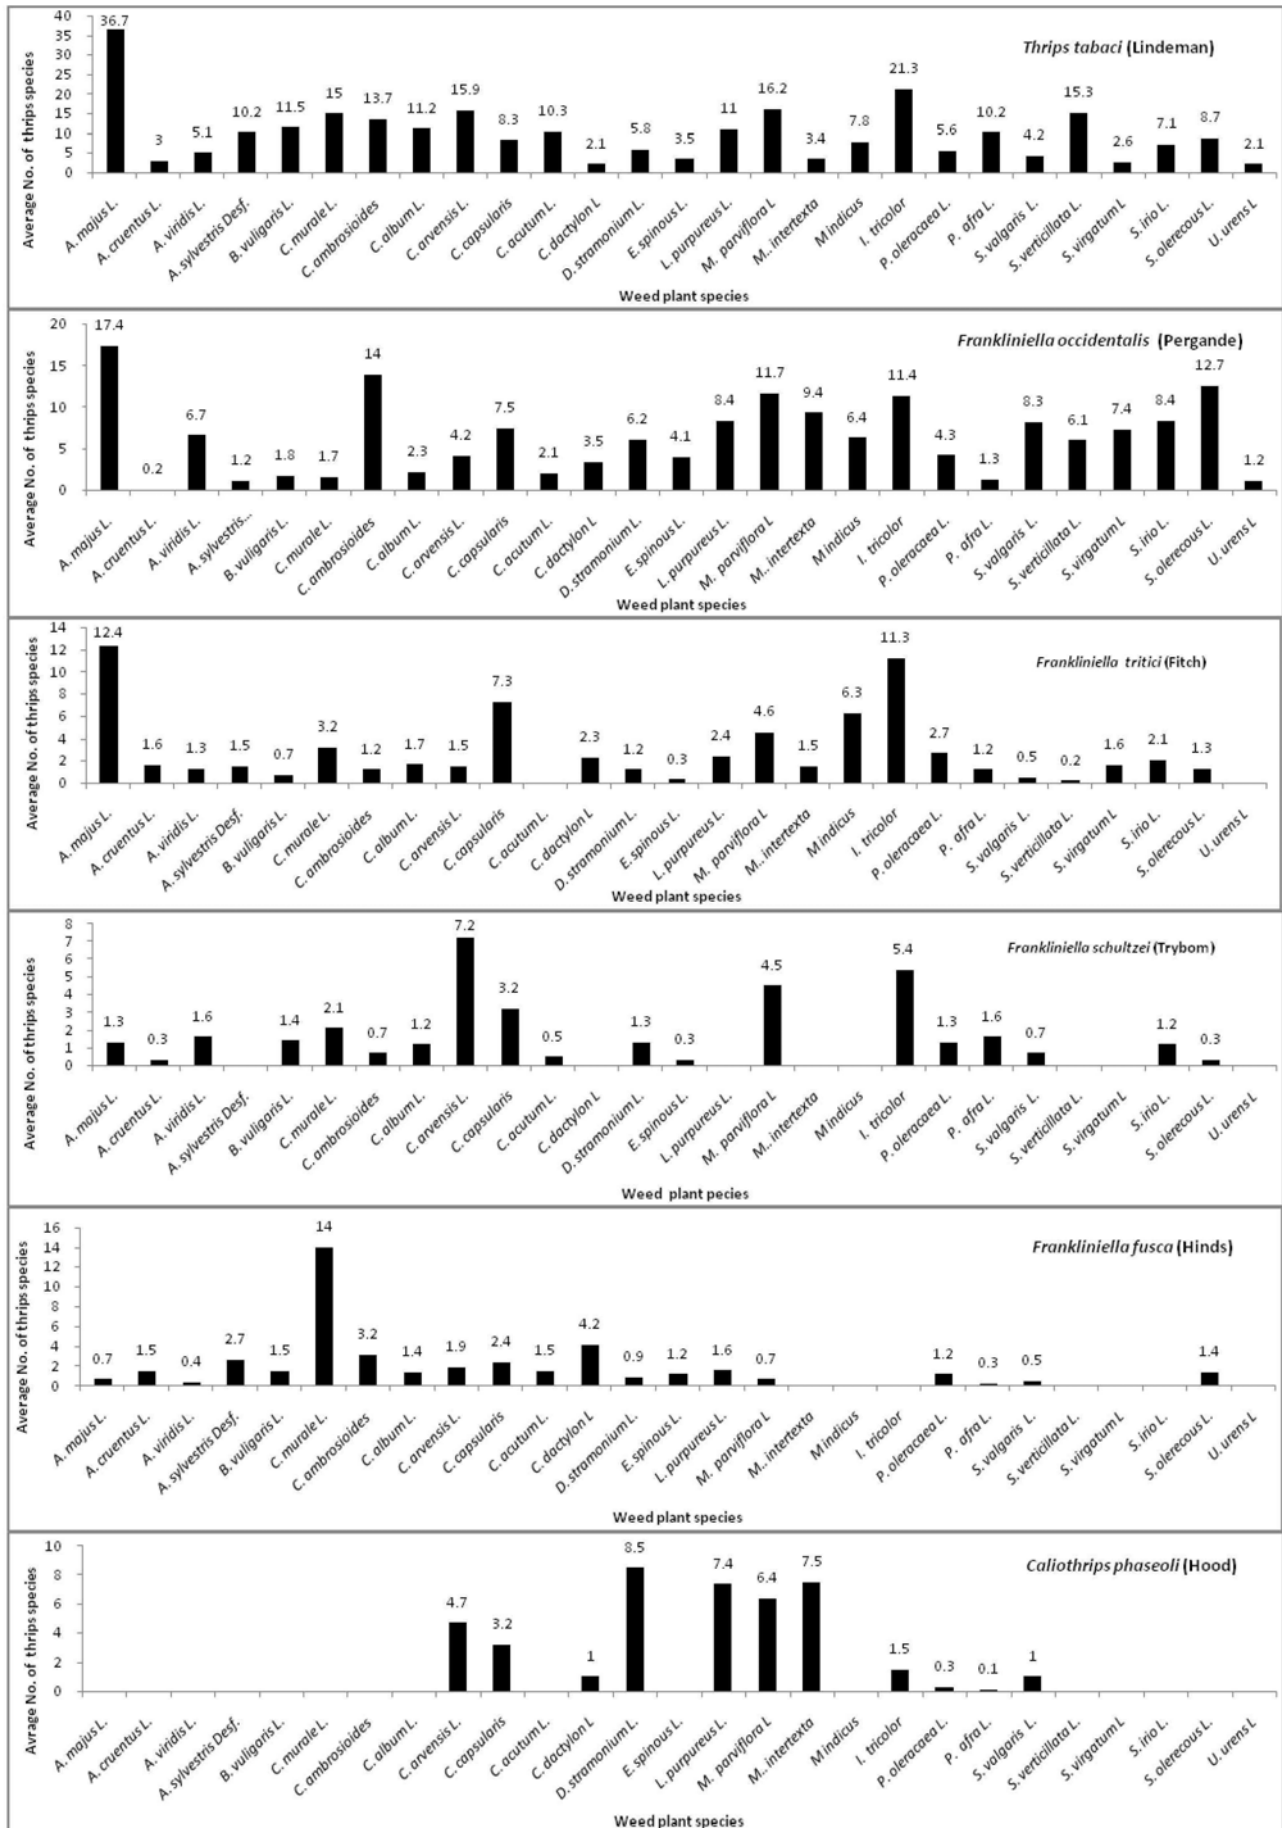 Thrips tabaci (Lindeman)
Average No. of thrips species
40
35
30
25
20
15
10
5
0
36.7 3 5.1 10.2 11.5 15 13.7 11.2 15.9 8.3 10.3 2.1 5.8 3.5 11 16.2 3.4 7.8 21.3 5.6 10.2 4.2 15.3 2.6 7.1 8.7 2.1
A. majus L.
A. cruentus L.
A. viridis L.
A. sylvestris Desf.
B. vuligaris L.
C. murale L.
C. ambrosioides
C. album L.
C. arvensis L.
C. capsularis
C. acutum L.
C. dactylon L
D. stramonium L.
E. spinous L.
L. purpureus L.
M. parviflora L
M.. intertexta
M indicus
I. tricolor
P. oleracaea L.
P. afra L.
S. valgaris L.
S. verticillata L.
S. virgatum L
S. irio L.
S. olerecous L.
U. urens L
Weed plant species
Frankliniella occidentalis (Pergande)
Average No. of thrips species
20
15
10
5
0
17.4 0.2 6.7 1.2 1.8 1.7 14 2.3 4.2 7.5 2.1 3.5 6.2 4.1 8.4 11.7 9.4 6.4 11.4 4.3 1.3 8.3 6.1 7.4 8.4 12.7 1.2
A. majus L.
A. cruentus L.
A. viridis L.
A. sylvestris...
B. vuligaris L.
C. murale L.
C. ambrosioides
C. album L.
C. arvensis L.
C. capsularis
C. acutum L.
C. dactylon L
D. stramonium L.
E. spinous L.
L. purpureus L.
M. parviflora L
M.. intertexta
M indicus
I. tricolor
P. oleracaea L.
P. afra L.
S. valgaris L.
S. verticillata L.
S. virgatum L
S. irio L.
S. olerecous L.
U. urens L
Weed plant species
Frankliniella tritici (Fitch)
Average No. of thrips species
14
12
10
8
6
4
2
0
12.4 1.6 1.3 1.5 0.7 3.2 1.2 1.7 1.5 7.3 2.3 1.2 0.3 2.4 4.6 1.5 6.3 11.3 2.7 1.2 0.5 0.2 1.6 2.1 1.3
A. majus L.
A. cruentus L.
A. viridis L.
A. sylvestris Desf.
B. vuligaris L.
C. murale L.
C. ambrosioides
C. album L.
C. arvensis L.
C. capsularis
C. acutum L.
C. dactylon L
D. stramonium L.
E. spinous L.
L. purpureus L.
M. parviflora L
M.. intertexta
M indicus
I. tricolor
P. oleracaea L.
P. afra L.
S. valgaris L.
S. verticillata L.
S. virgatum L
S. irio L.
S. olerecous L.
U. urens L
Weed plant species
Frankliniella schultzei (Trybom)
Average No. of thrips species
8
7
6
5
4
3
2
1
0
1.3 0.3 1.6 1.4 2.1 0.7 1.2 7.2 3.2 0.5 1.3 0.3 4.5 5.4 1.3 1.6 0.7 1.2 0.3
A. majus L.
A. cruentus L.
A. viridis L.
A. sylvestris Desf.
B. vuligaris L.
C. murale L.
C. ambrosioides
C. album L.
C. arvensis L.
C. capsularis
C. acutum L.
C. dactylon L
D. stramonium L.
E. spinous L.
L. purpureus L.
M. parviflora L
M.. intertexta
M indicus
I. tricolor
P. oleracaea L.
P. afra L.
S. valgaris L.
S. verticillata L.
S. virgatum L
S. irio L.
S. olerecous L.
U. urens L
Weed plant pecies
Frankliniella fusca (Hinds)
Average No. of thrips species
16
14
12
10
8
6
4
2
0
0.7 1.5 0.4 2.7 1.5 14 3.2 1.4 1.9 2.4 1.5 4.2 0.9 1.2 1.6 0.7 1.2 0.3 0.5 1.4
A. majus L.
A. cruentus L.
A. viridis L.
A. sylvestris Desf.
B. vuligaris L.
C. murale L.
C. ambrosioides
C. album L.
C. arvensis L.
C. capsularis
C. acutum L.
C. dactylon L
D. stramonium L.
E. spinous L.
L. purpureus L.
M. parviflora L
M.. intertexta
M indicus
I. tricolor
P. oleracaea L.
P. afra L.
S. valgaris L.
S. verticillata L.
S. virgatum L
S. irio L.
S. olerecous L.
U. urens L
Weed plant species
Caliothrips phaseoli (Hood)
Avrage No. of thrips species
10
8
6
4
2
0
4.7 3.2 1 8.5 7.4 6.4 7.5 1.5 0.3 0.1 1
A. majus L.
A. cruentus L.
A. viridis L.
A. sylvestris Desf.
B. vuligaris L.
C. murale L.
C. ambrosioides
C. album L.
C. arvensis L.
C. capsularis
C. acutum L.
C. dactylon L
D. stramonium L.
E. spinous L.
L. purpureus L.
M. parviflora L
M.. intertexta
M indicus
I. tricolor
P. oleracaea L.
P. afra L.
S. valgaris L.
S. verticillata L.
S. virgatum L
S. irio L.
S. olerecous L.
U. urens L
Weed plant species